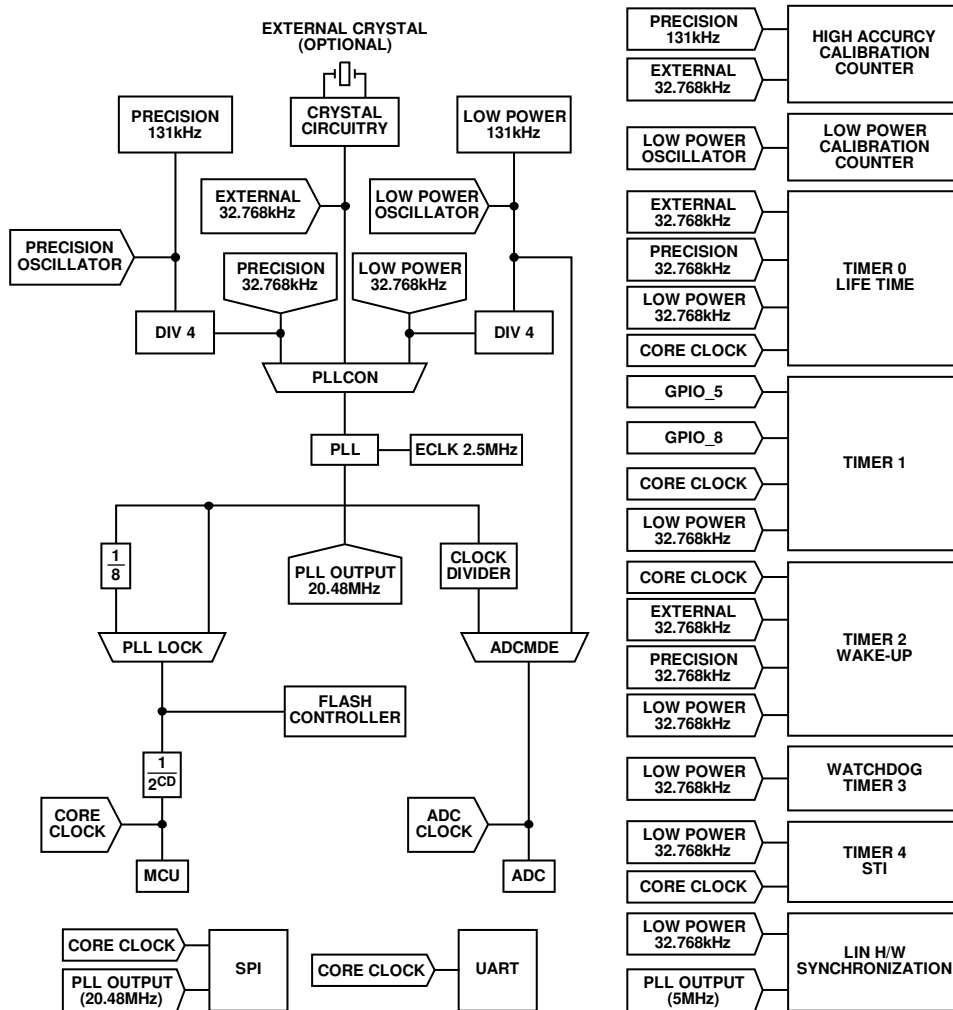 EXTERNAL CRYSTAL
(OPTIONAL)
PRECISION
131kHz
CRYSTAL
CIRCUITRY
LOW POWER
131kHz
EXTERNAL
32.768kHz
LOW POWER
OSCILLATOR
PRECISION
OSCILLATOR
PRECISION
32.768kHz
LOW POWER
32.768kHz
DIV 4
DIV 4
PLLCON
PLL
ECLK 2.5MHz
1
8
PLL OUTPUT
20.48MHz
CLOCK
DIVIDER
PLL LOCK
ADCMDE
FLASH
CONTROLLER
1
2CD
CORE
CLOCK
ADC
CLOCK
MCU
ADC
CORE CLOCK
PLL OUTPUT
(20.48MHz)
SPI
CORE CLOCK
UART
PRECISION
131kHz
EXTERNAL
32.768kHz
HIGH ACCURCY
CALIBRATION
COUNTER
LOW POWER
OSCILLATOR
LOW POWER
CALIBRATION
COUNTER
EXTERNAL
32.768kHz
PRECISION
32.768kHz
LOW POWER
32.768kHz
CORE CLOCK
TIMER 0
LIFE TIME
GPIO_5
GPIO_8
CORE CLOCK
LOW POWER
32.768kHz
TIMER 1
CORE CLOCK
EXTERNAL
32.768kHz
PRECISION
32.768kHz
LOW POWER
32.768kHz
TIMER 2
WAKE-UP
LOW POWER
32.768kHz
WATCHDOG
TIMER 3
LOW POWER
32.768kHz
CORE CLOCK
TIMER 4
STI
LOW POWER
32.768kHz
PLL OUTPUT
(5MHz)
LIN H/W
SYNCHRONIZATION